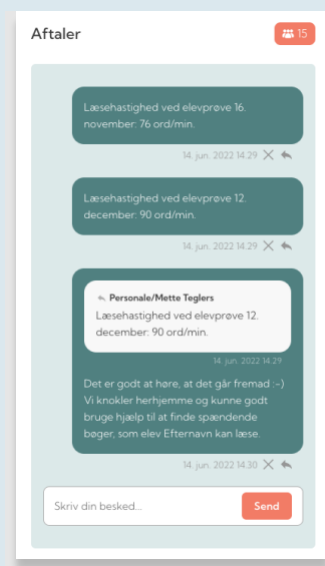 Aftaler
15
Læsehastighed ved elevprøve 16.
november: 76 ord/min.
14. jun. 2022 14.29
Læsehastighed ved elevprøve 12.
december: 90 ord/min.
14. jun. 2022 14.29
Personale/Mette Teglers
Læsehastighed ved elevprøve 12.
december: 90 ord/min.
14. jun. 2022 14.29
Det er godt at høre, at det går fremad :-)
Vi knokler herhjemme og kunne godt
bruge hjælp til at finde spændende
bøger, som elev Efternavn kan læse.
14. jun. 2022 14.30
Skriv din besked...
Send